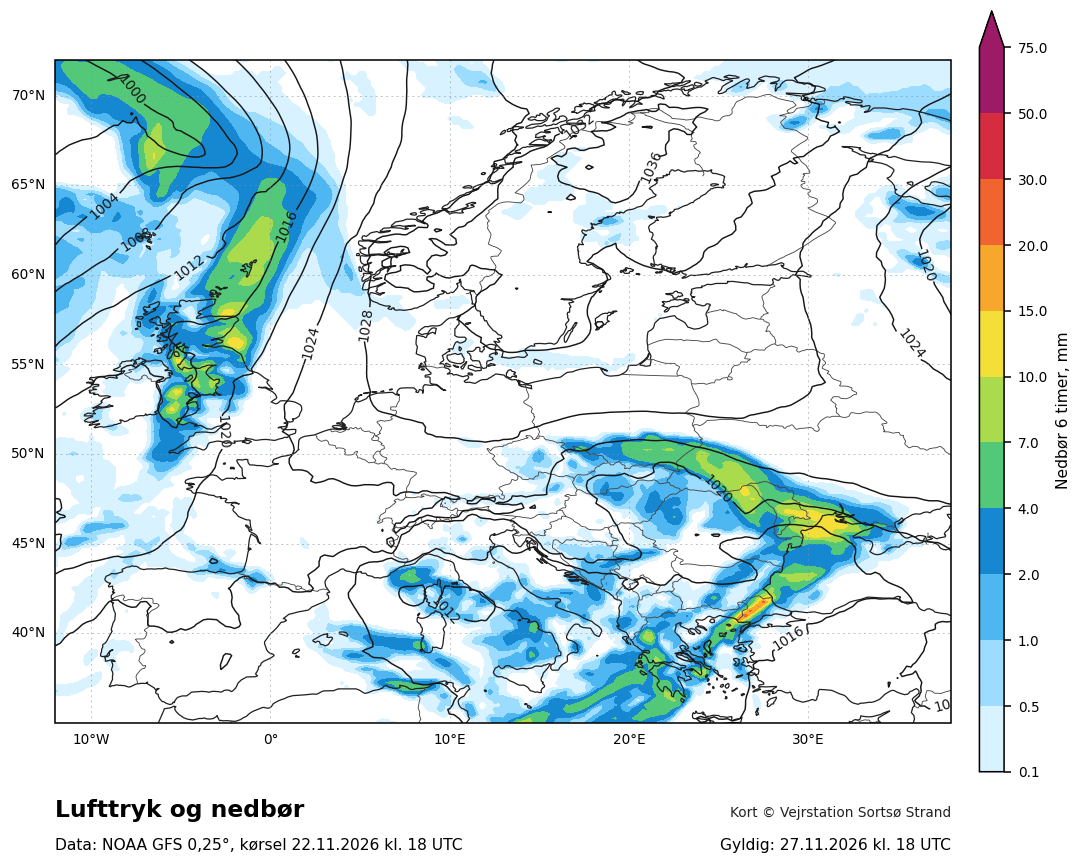 75.0
50.0
30.0
20.0
15.0
10.0
7.0
4.0
2.0
1.0
0.5
0.1
Nedbør 6 timer, mm
70°N
65°N
60°N
55°N
50°N
45°N
40°N
10°W
0°
10°E
20°E
30°E
1000
1004
1008
1012
1016
1020
1024
1028
1036
1020
1024
1020
1012
1016
Lufttryk og nedbør
Kort © Vejrstation Sortsø Strand
Data: NOAA GFS 0,25°, kørsel 22.11.2026 kl. 18 UTC
Gyldig: 27.11.2026 kl. 18 UTC